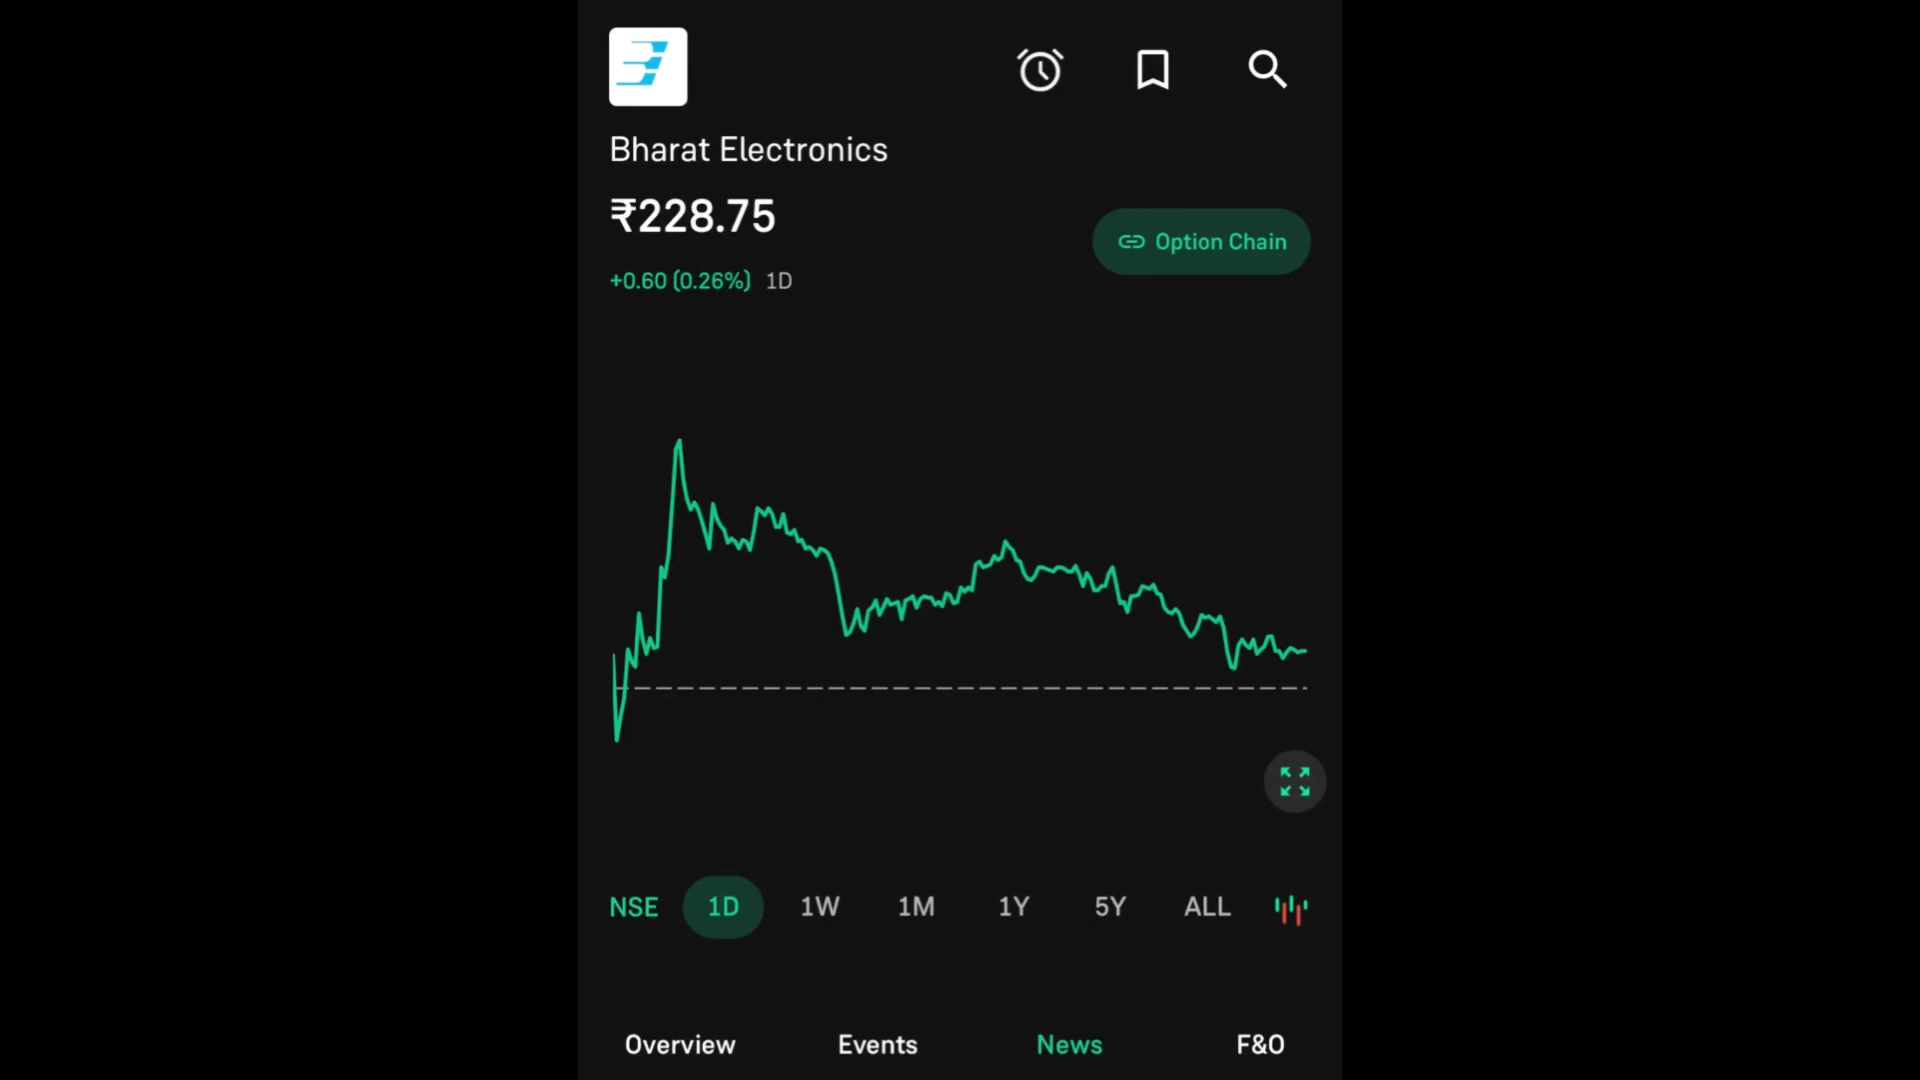 Bharat Electronics
₹228.75
Option Chain
+0.60 (0.26%) 1D
NSE 1D 1W 1M 1Y 5Y ALL
Overview Events News F&O